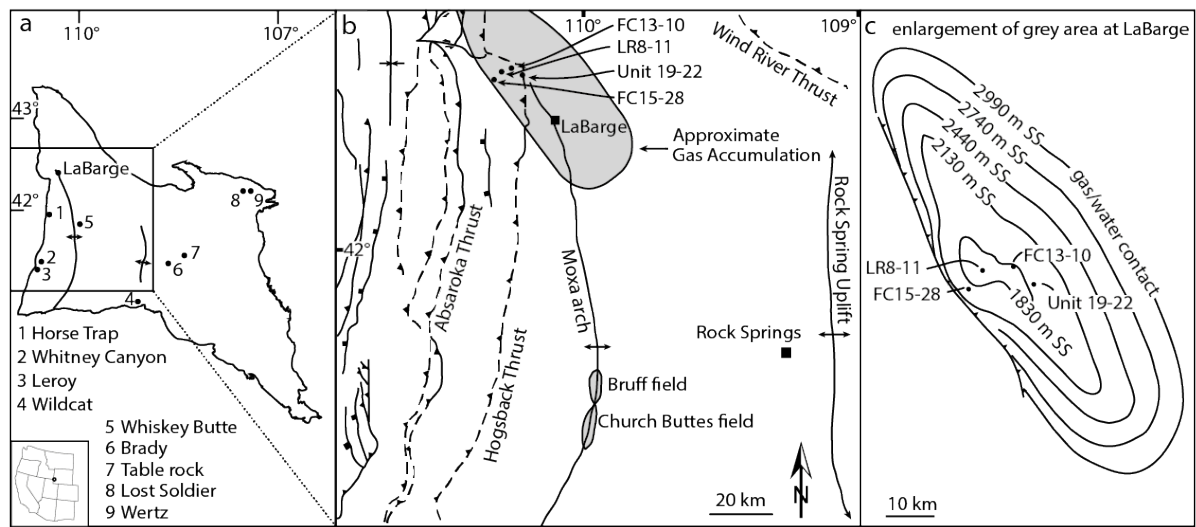 a
110°
107°
43°
LaBarge
42°
1
5
2
3
8
9
7
6
4
1 Horse Trap
2 Whitney Canyon
3 Leroy
4 Wildcat
5 Whiskey Butte
6 Brady
7 Table rock
8 Lost Soldier
9 Wertz
b
110°
109°
FC13-10
LR8-11
Unit 19-22
FC15-28
Wind River Thrust
LaBarge
Approximate
Gas Accumulation
42°
Absaroka Thrust
Hogsback Thrust
Moxa arch
Rock Spring Uplift
Rock Springs
Bruff field
Church Buttes field
20 km
N
c
enlargement of grey area at LaBarge
2990 m SS
2740 m SS
2440 m SS
2130 m SS
gas/water contact
FC13-10
LR8-11
FC15-28
Unit 19-22
1830 m SS
10 km